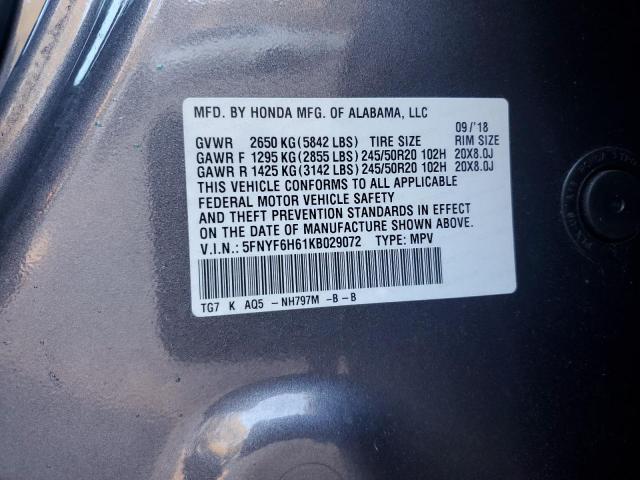 MFD. BY HONDA MFG. OF ALABAMA, LLC
09/'18
GVWR 2650 KG(5842 LBS) TIRE SIZE RIM SIZE
GAWR F 1295 KG(2855 LBS) 245/50R20 102H 20X8.0J
GAWR R 1425 KG(3142 LBS) 245/50R20 102H 20X8.0J
THIS VEHICLE CONFORMS TO ALL APPLICABLE
FEDERAL MOTOR VEHICLE SAFETY
AND THEFT PREVENTION STANDARDS IN EFFECT
ON THE DATE OF MANUFACTURE SHOWN ABOVE.
V.I.N.: 5FNYF6H61KB029072 TYPE: MPV
TG7 K AQ5 -NH797M -B-B